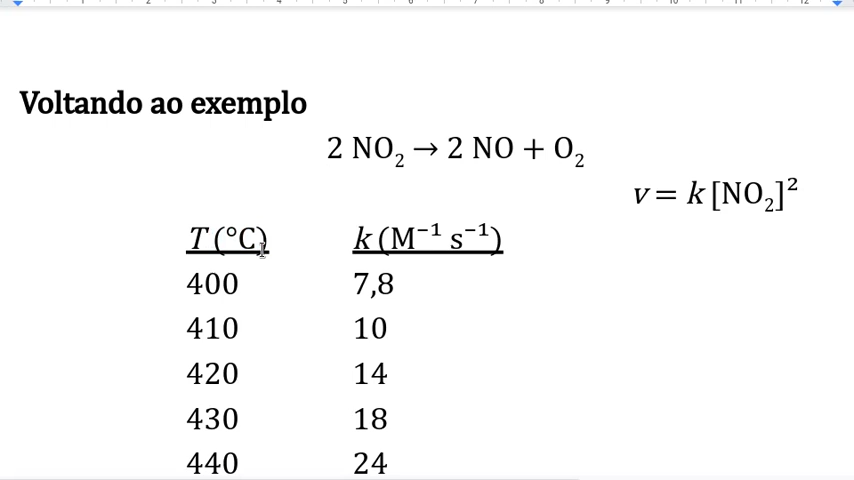 Voltando ao exemplo
2 NO₂ → 2 NO + O₂
v = k [NO₂]²
T (°C) k (M⁻¹ s⁻¹)
400 7,8
410 10
420 14
430 18
440 24